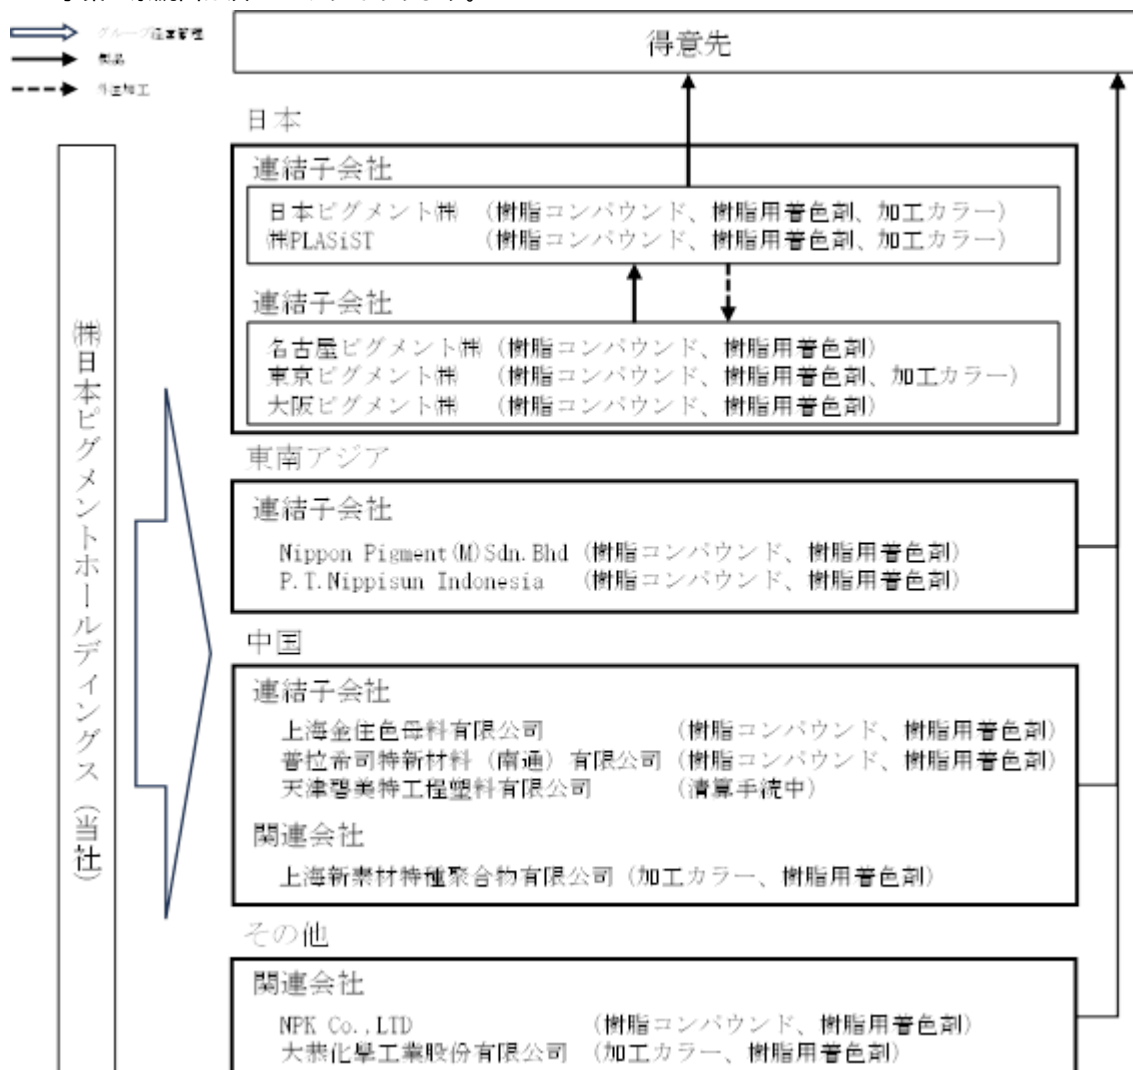 グループ経営管理
製品
外注加工
得意先
日本
連結子会社
日本ピグメント㈱ (樹脂コンパウンド、樹脂用着色剤、加工カラー)
㈱PLASiST (樹脂コンパウンド、樹脂用着色剤、加工カラー)
連結子会社
名古屋ピグメント㈱ (樹脂コンパウンド、樹脂用着色剤)
東京ピグメント㈱ (樹脂コンパウンド、樹脂用着色剤、加工カラー)
大阪ピグメント㈱ (樹脂コンパウンド、樹脂用着色剤)
㈱日本ピグメントホールディングス(当社)
東南アジア
連結子会社
Nippon Pigment(M)Sdn.Bhd (樹脂コンパウンド、樹脂用着色剤)
P.T.Nippisun Indonesia (樹脂コンパウンド、樹脂用着色剤)
中国
連結子会社
上海金住色母料有限公司 (樹脂コンパウンド、樹脂用着色剤)
普拉希司特新材料(南通)有限公司 (樹脂コンパウンド、樹脂用着色剤)
天津碧美特工程塑料有限公司 (清算手続中)
関連会社
上海新素材特種聚合物有限公司 (加工カラー、樹脂用着色剤)
その他
関連会社
NPK Co.,LTD (樹脂コンパウンド、樹脂用着色剤)
大恭化學工業股份有限公司 (加工カラー、樹脂用着色剤)